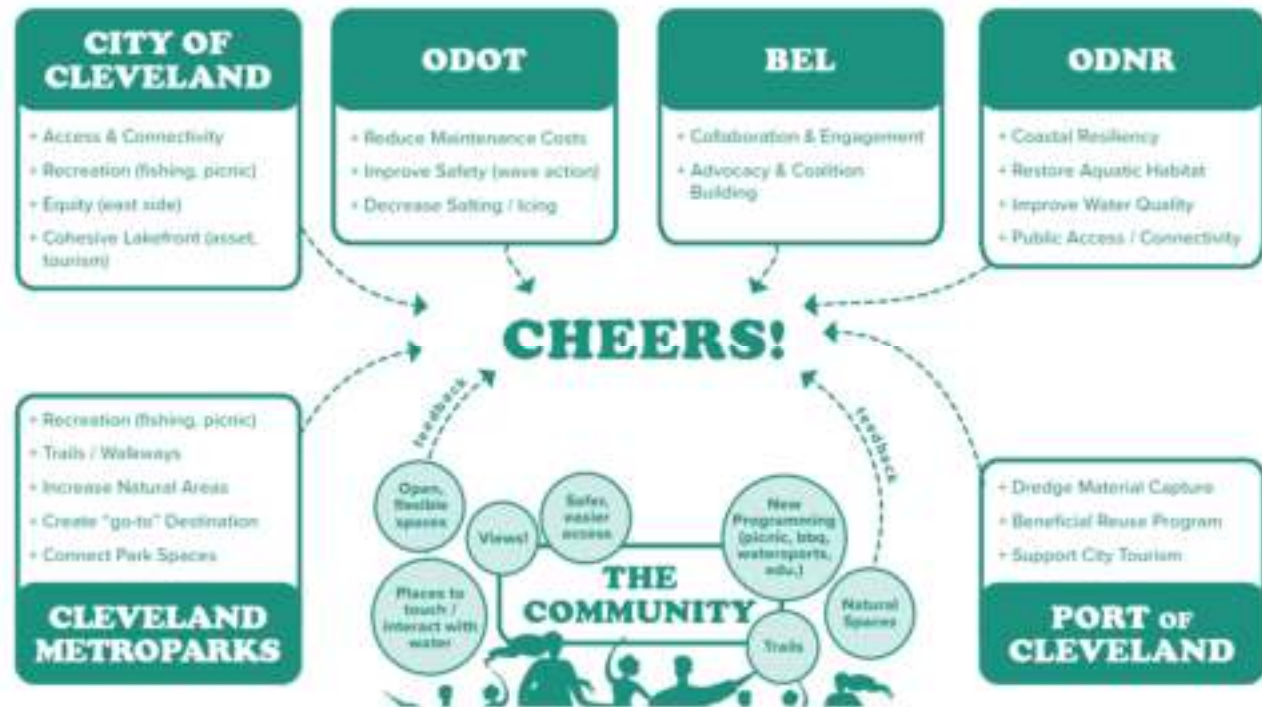 CITY OF
CLEVELAND
+ Access & Connectivity
+ Recreation (fishing, picnic)
+ Equity (east side)
+ Cohesive Lakefront (asset,
tourism)
ODOT
+ Reduce Maintenance Costs
+ Improve Safety (wave action)
+ Decrease Salting / Icing
BEL
+ Collaboration & Engagement
+ Advocacy & Coalition
Building
ODNR
+ Coastal Resiliency
+ Restore Aquatic Habitat
+ Improve Water Quality
+ Public Access / Connectivity
CHEERS!
+ Recreation (fishing, picnic)
+ Trails / Walkways
+ Increase Natural Areas
+ Create "go-to" Destination
+ Connect Park Spaces
CLEVELAND
METROPARKS
feedback
feedback
Open,
flexible
spaces
Views!
Safer,
easier
access
New
Programming
(picnic, bbq,
watersports,
edu.)
Places to
touch /
interact with
water
THE
COMMUNITY
Trails
Natural
Spaces
+ Dredge Material Capture
+ Beneficial Reuse Program
+ Support City Tourism
PORT OF
CLEVELAND